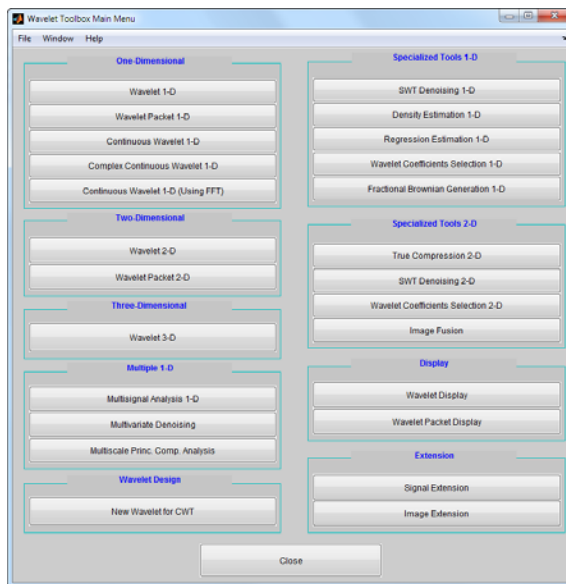 Wavelet Toolbox Main Menu
File Window Help
One-Dimensional
Wavelet 1-D
Wavelet Packet 1-D
Continuous Wavelet 1-D
Complex Continuous Wavelet 1-D
Continuous Wavelet 1-D (Using FFT)
Two-Dimensional
Wavelet 2-D
Wavelet Packet 2-D
Three-Dimensional
Wavelet 3-D
Multiple 1-D
Multisignal Analysis 1-D
Multivariate Denoising
Multiscale Princ. Comp. Analysis
Wavelet Design
New Wavelet for CWT
Specialized Tools 1-D
SWT Denoising 1-D
Density Estimation 1-D
Regression Estimation 1-D
Wavelet Coefficients Selection 1-D
Fractional Brownian Generation 1-D
Specialized Tools 2-D
True Compression 2-D
SWT Denoising 2-D
Wavelet Coefficients Selection 2-D
Image Fusion
Display
Wavelet Display
Wavelet Packet Display
Extension
Signal Extension
Image Extension
Close